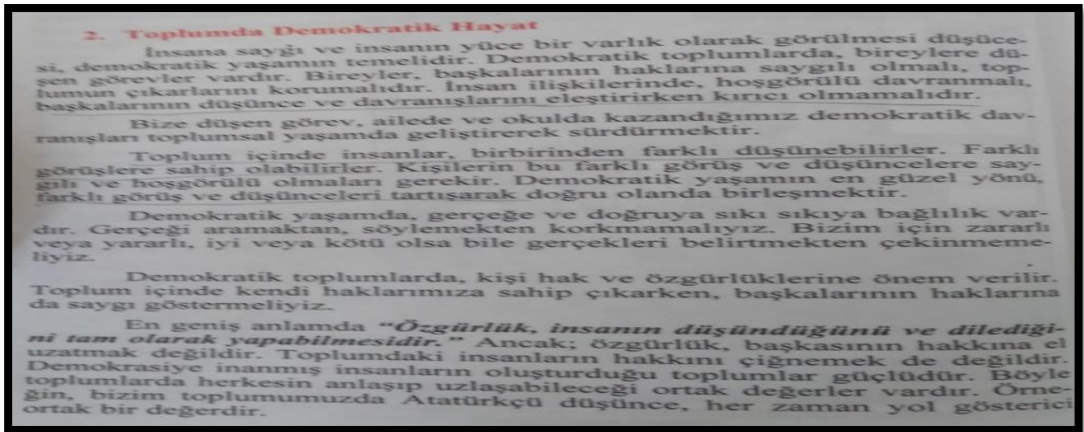 2. Toplumda Demokratik Hayat
İnsana saygı ve insanın yüce bir varlık olarak görülmesi düşünce-
si, demokratik yaşamın temelidir. Demokratik toplumlarda, bireylere dü-
şen görevler vardır. Bireyler, başkalarının haklarına saygılı olmalı, top-
lumun çıkarlarını korumalıdır. İnsan ilişkilerinde, hoşgörülü davranmalı,
başkalarının düşünce ve davranışlarını eleştirirken kırıcı olmamalıdır.
Bize düşen görev, ailede ve okulda kazandığımız demokratik dav-
ranışları toplumsal yaşamda geliştirerek sürdürmektir.
Toplum içinde insanlar, birbirinden farklı düşünebilirler. Farklı
görüşlere sahip olabilirler. Kişilerin bu farklı görüş ve düşüncelere say-
gılı ve hoşgörülü olmaları gerekir. Demokratik yaşamın en güzel yönü,
farklı görüş ve düşünceleri tartışarak doğru olanda birleşmektir.
Demokratik yaşamda, gerçeğe ve doğruya sıkı sıkıya bağlılık var-
dır. Gerçeği aramaktan, söylemekten korkmamalıyız. Bizim için zararlı
veya yararlı, iyi veya kötü olsa bile gerçekleri belirtmekten çekinmeme-
liyiz.
Demokratik toplumlarda, kişi hak ve özgürlüklerine önem verilir.
Toplum içinde kendi haklarımıza sahip çıkarken, başkalarının haklarına
da saygı göstermeliyiz.
En geniş anlamda "Özgürlük, insanın düşündüğünü ve dilediği-
ni tam olarak yapabilmesidir." Ancak; özgürlük, başkasının hakkına el
uzatmak değildir. Toplumdaki insanların hakkını çiğnemek de değildir.
Demokrasiye inanmış insanların oluşturduğu toplumlar güçlüdür. Böyle
toplumlarda herkesin anlaşıp uzlaşabileceği ortak değerler vardır. Örne-
ğin, bizim toplumumuzda Atatürkçü düşünce, her zaman yol gösterici
ortak bir değerdir.